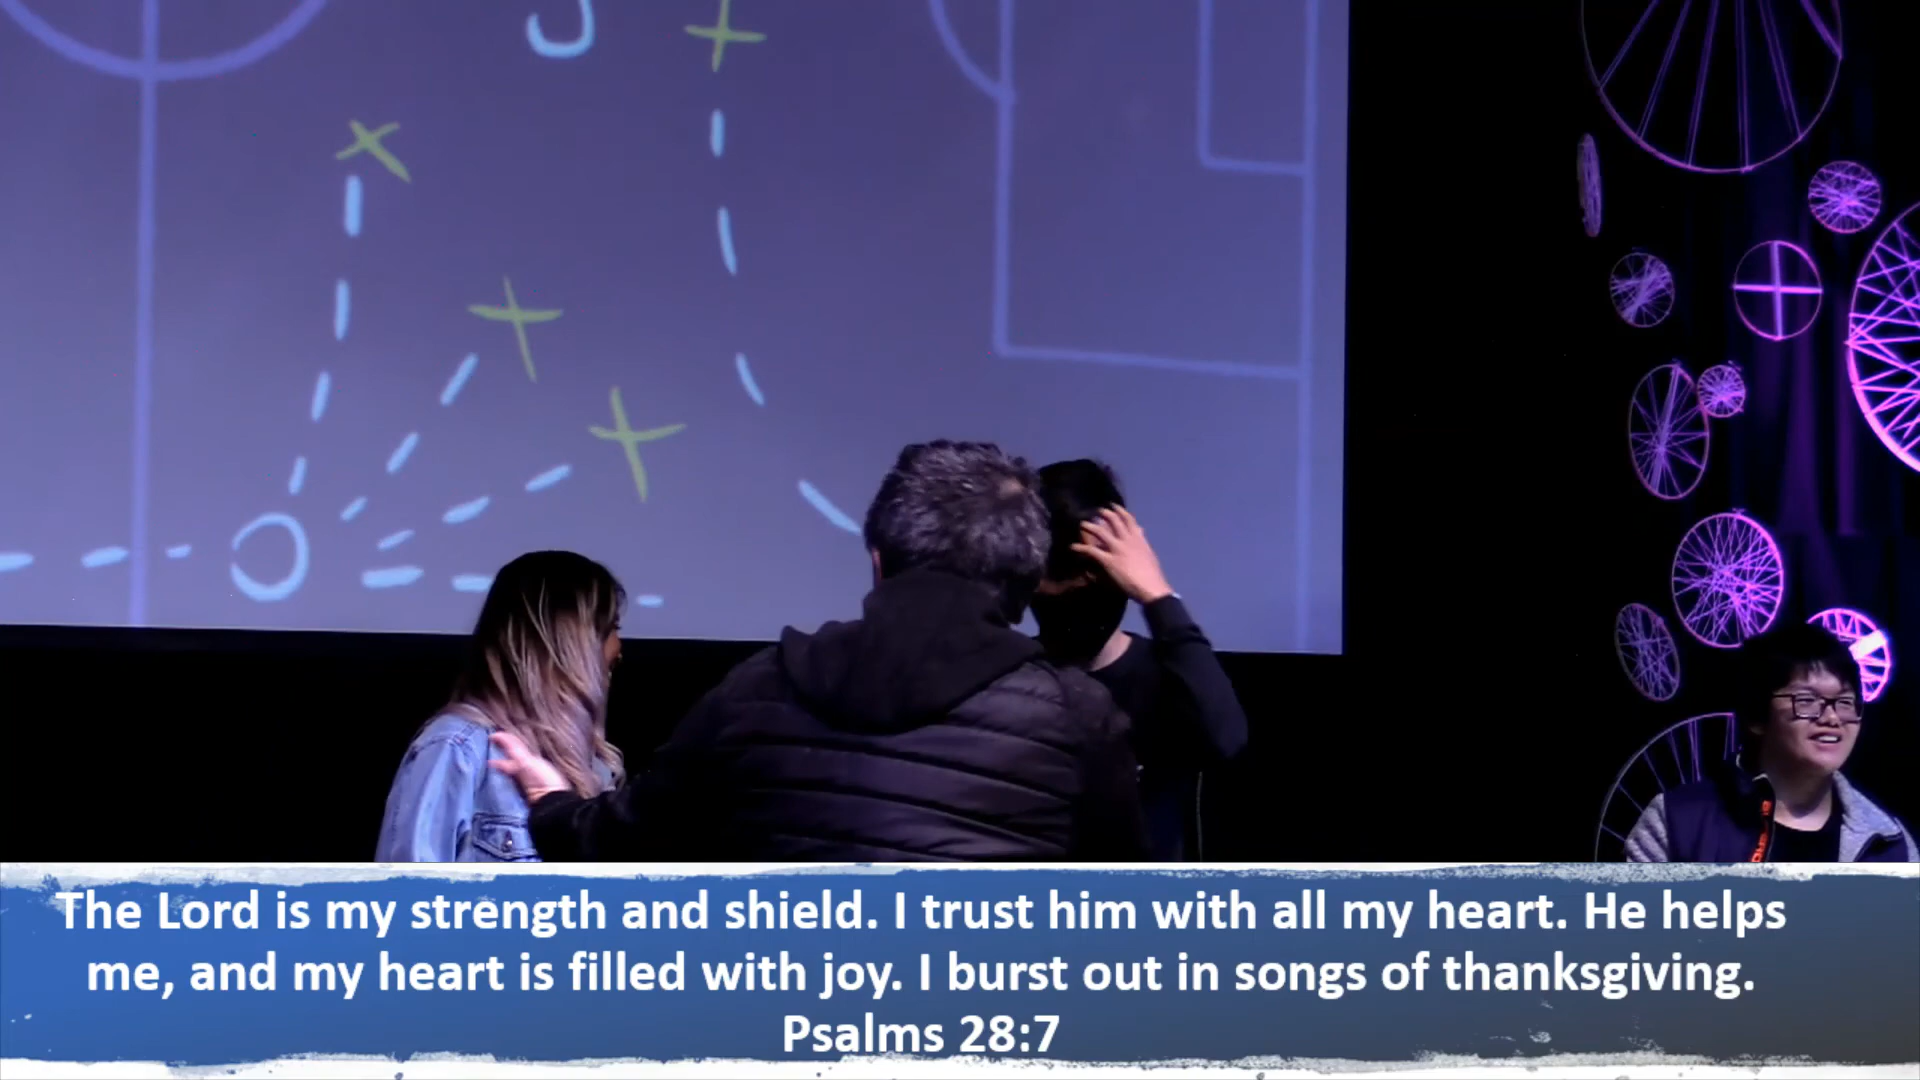 The Lord is my strength and shield. I trust him with all my heart. He helps
me, and my heart is filled with joy. I burst out in songs of thanksgiving.
Psalms 28:7